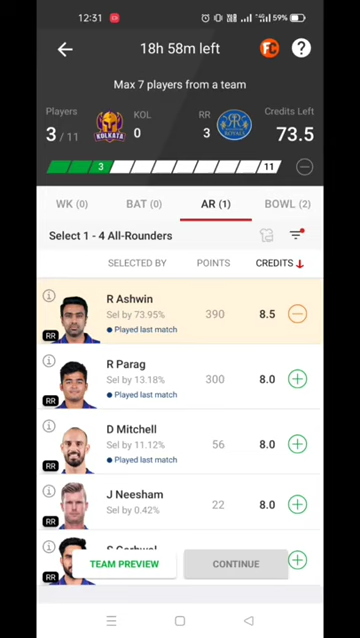 12:31
59%
18h 58m left
FC
?
Max 7 players from a team
Players
KOL
RR
Credits Left
3 / 11
KOLKATA
0
3
ROYALS
73.5
3
11
WK (0)
BAT (0)
AR (1)
BOWL (2)
Select 1 - 4 All-Rounders
SELECTED BY
POINTS
CREDITS
R Ashwin
Sel by 73.95%
390
8.5
Played last match
RR
R Parag
Sel by 13.18%
300
8.0
Played last match
RR
D Mitchell
Sel by 11.12%
56
8.0
Played last match
RR
J Neesham
Sel by 0.42%
22
8.0
RR
RR
TEAM PREVIEW
CONTINUE